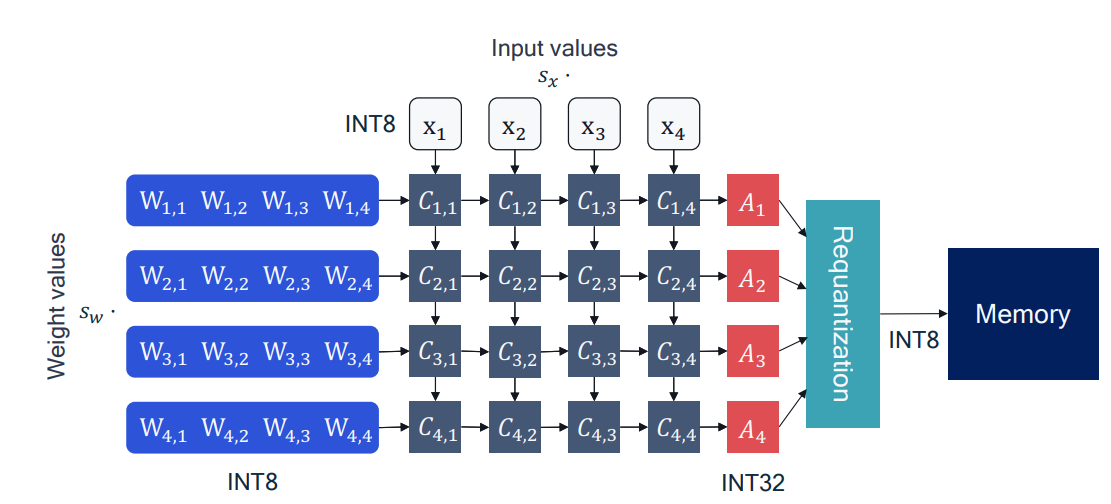 Input values
s_x ·
INT8 x_1 x_2 x_3 x_4
W_{1,1} W_{1,2} W_{1,3} W_{1,4} C_{1,1} C_{1,2} C_{1,3} C_{1,4} A_1
W_{2,1} W_{2,2} W_{2,3} W_{2,4} C_{2,1} C_{2,2} C_{2,3} C_{2,4} A_2
W_{3,1} W_{3,2} W_{3,3} W_{3,4} C_{3,1} C_{3,2} C_{3,3} C_{3,4} A_3
W_{4,1} W_{4,2} W_{4,3} W_{4,4} C_{4,1} C_{4,2} C_{4,3} C_{4,4} A_4
Weight values
s_w ·
INT8
INT32
Requantization
INT8
Memory